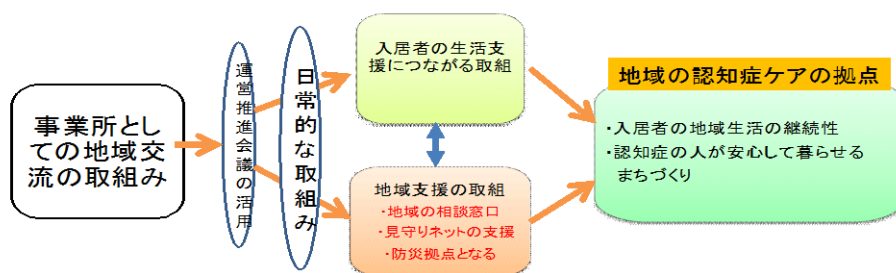 事業所とし
ての地域交
流の取組み
運営推進会議の活用
日常的な取組み
入居者の生活支
援につながる取組
地域支援の取組
・地域の相談窓口
・見守りネットの支援
・防災拠点となる
地域の認知症ケアの拠点
・入居者の地域生活の継続性
・認知症の人が安心して暮らせる
まちづくり